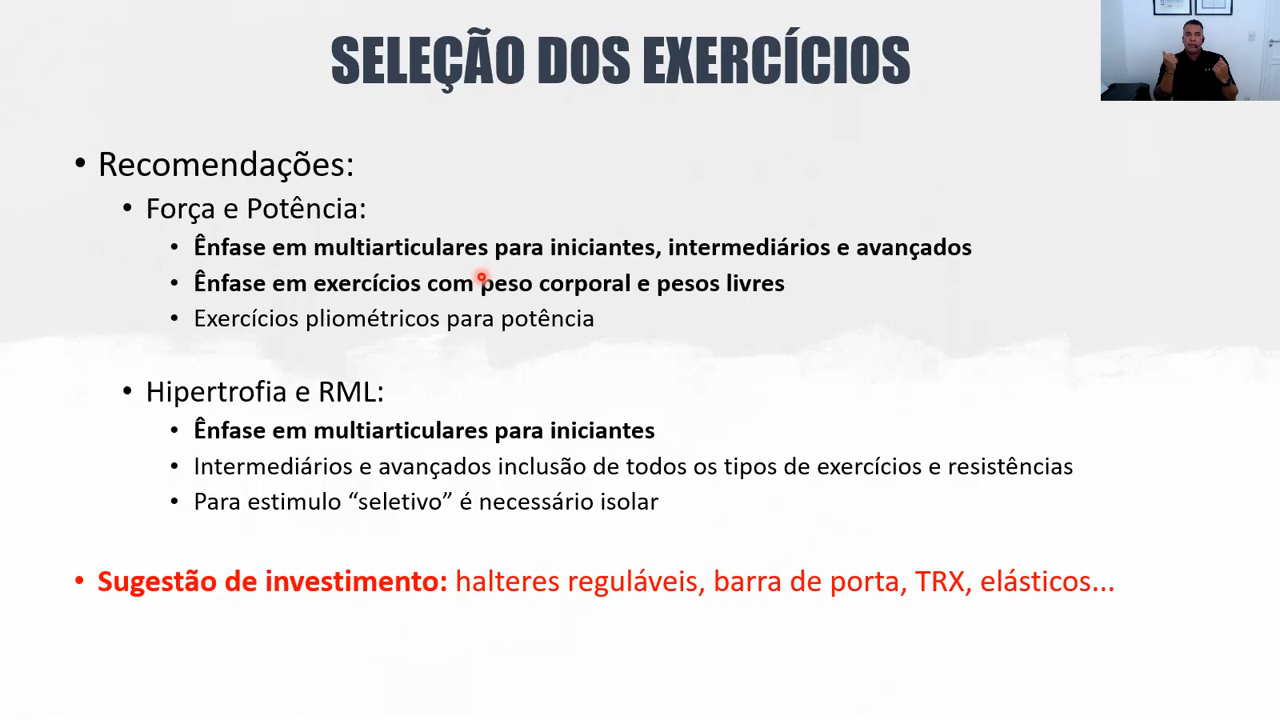 SELEÇÃO DOS EXERCÍCIOS
• Recomendações:
• Força e Potência:
• Ênfase em multiarticulares para iniciantes, intermediários e avançados
• Ênfase em exercícios com peso corporal e pesos livres
• Exercícios pliométricos para potência
• Hipertrofia e RML:
• Ênfase em multiarticulares para iniciantes
• Intermediários e avançados inclusão de todos os tipos de exercícios e resistências
• Para estimulo “seletivo” é necessário isolar
• Sugestão de investimento: halteres reguláveis, barra de porta, TRX, elásticos...